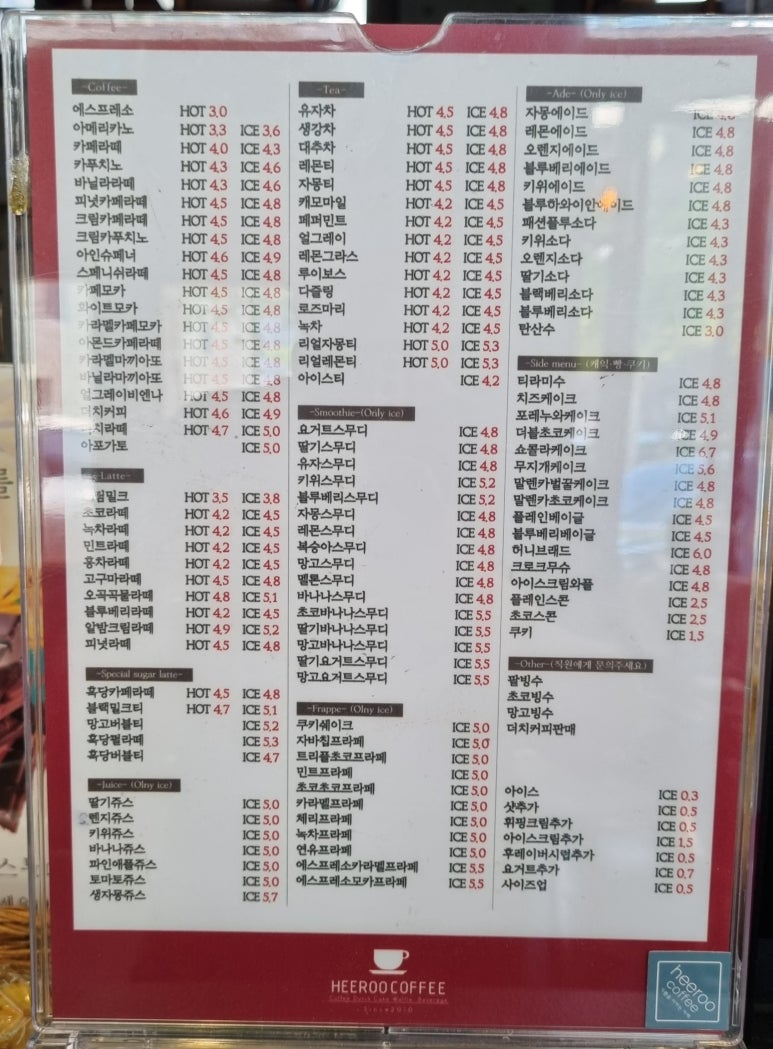 -Coffee-
에스프레소 HOT 3.0
아메리카노 HOT 3.3 ICE 3.6
카페라떼 HOT 4.0 ICE 4.3
카푸치노 HOT 4.3 ICE 4.6
바닐라라떼 HOT 4.3 ICE 4.6
피넛카페라떼 HOT 4.5 ICE 4.8
크림카페라떼 HOT 4.5 ICE 4.8
크림카푸치노 HOT 4.5 ICE 4.8
아인슈페너 HOT 4.6 ICE 4.9
스페니쉬라떼 HOT 4.5 ICE 4.8
카페모카 HOT 4.5 ICE 4.8
화이트모카 HOT 4.5 ICE 4.8
카라멜카페모카 HOT 4.5 ICE 4.8
아몬드카페라떼 HOT 4.5 ICE 4.8
카라멜마끼아또 HOT 4.5 ICE 4.8
바닐라마끼아또 HOT 4.5 ICE 4.8
얼그레이비엔나 HOT 4.5 ICE 4.8
더치커피 HOT 4.6 ICE 4.9
치라떼 HOT 4.7 ICE 5.0
아포가토 ICE 5.0
Latte-
밀크 HOT 3.5 ICE 3.8
초코라떼 HOT 4.2 ICE 4.5
녹차라떼 HOT 4.2 ICE 4.5
민트라떼 HOT 4.2 ICE 4.5
홍차라떼 HOT 4.2 ICE 4.5
고구마라떼 HOT 4.5 ICE 4.8
오곡곡물라떼 HOT 4.8 ICE 5.1
블루베리라떼 HOT 4.2 ICE 4.5
알밤크림라떼 HOT 4.9 ICE 5.2
피넛라떼 HOT 4.5 ICE 4.8
-Special sugar latte-
흑당카페라떼 HOT 4.5 ICE 4.8
블랙밀크티 HOT 4.7 ICE 5.1
망고버블티 ICE 5.2
흑당펄라떼 ICE 5.3
흑당버블티 ICE 4.7
-Juice- (Olny ice)
딸기쥬스 ICE 5.0
렌지쥬스 ICE 5.0
키위쥬스 ICE 5.0
바나나쥬스 ICE 5.0
파인애플쥬스 ICE 5.0
토마토쥬스 ICE 5.0
생자몽쥬스 ICE 5.7
-Tea-
유자차 HOT 4.5 ICE 4.8
생강차 HOT 4.5 ICE 4.8
대추차 HOT 4.5 ICE 4.8
레몬티 HOT 4.5 ICE 4.8
자몽티 HOT 4.5 ICE 4.8
캐모마일 HOT 4.2 ICE 4.5
페퍼민트 HOT 4.2 ICE 4.5
얼그레이 HOT 4.2 ICE 4.5
레몬그라스 HOT 4.2 ICE 4.5
루이보스 HOT 4.2 ICE 4.5
다즐링 HOT 4.2 ICE 4.5
로즈마리 HOT 4.2 ICE 4.5
녹차 HOT 4.2 ICE 4.5
리얼자몽티 HOT 5.0 ICE 5.3
리얼레몬티 HOT 5.0 ICE 5.3
아이스티 ICE 4.2
-Smoothie-(Only ice)
요거트스무디 ICE 4.8
딸기스무디 ICE 4.8
유자스무디 ICE 4.8
키위스무디 ICE 5.2
블루베리스무디 ICE 5.2
자몽스무디 ICE 4.8
레몬스무디 ICE 4.8
복숭아스무디 ICE 4.8
망고스무디 ICE 4.8
멜론스무디 ICE 4.8
바나나스무디 ICE 4.8
초코바나나스무디 ICE 5.5
딸기바나나스무디 ICE 5.5
망고바나나스무디 ICE 5.5
딸기요거트스무디 ICE 5.5
망고요거트스무디 ICE 5.5
-Frappe- (Olny ice)
쿠키쉐이크 ICE 5.0
자바칩프라페 ICE 5.0
트리플초코프라페 ICE 5.0
민트프라페 ICE 5.0
초코초코프라페 ICE 5.0
카라멜프라페 ICE 5.0
체리프라페 ICE 5.0
녹차프라페 ICE 5.0
연유프라페 ICE 5.0
에스프레소카라멜프라페 ICE 5.5
에스프레소모카프라페 ICE 5.5
-Ade- (Only ice)
자몽에이드
레몬에이드 ICE 4.8
오렌지에이드 ICE 4.8
블루베리에이드 ICE 4.8
키위에이드 ICE 4.8
블루하와이안에이드 ICE 4.8
패션플루소다 ICE 4.3
키위소다 ICE 4.3
오렌지소다 ICE 4.3
딸기소다 ICE 4.3
블랙베리소다 ICE 4.3
블루베리소다 ICE 4.3
탄산수 ICE 3.0
-Side menu- (케익·빵·쿠키)
티라미수 ICE 4.8
치즈케이크 ICE 4.8
포레누와케이크 ICE 5.1
더블초코케이크 ICE 4.9
쇼콜라케이크 ICE 6.7
무지개케이크 ICE 5.6
말렌카벌꿀케이크 ICE 4.8
말렌카초코케이크 ICE 4.8
플레인베이글 ICE 4.5
블루베리베이글 ICE 4.5
허니브래드 ICE 6.0
크로크무슈 ICE 4.8
아이스크림와플 ICE 4.8
플레인스콘 ICE 2.5
초코스콘 ICE 2.5
쿠키 ICE 1.5
-Other-(직원에게 문의주세요)
팥빙수
초코빙수
망고빙수
더치커피판매
아이스 ICE 0.3
샷추가 ICE 0.5
휘핑크림추가 ICE 0.5
아이스크림추가 ICE 1.5
후레이버시럽추가 ICE 0.5
요거트추가 ICE 0.7
사이즈업 ICE 0.5
HEEROO COFFEE
Coffee Dutch Cake Waffle Beverage
- Since 2010 -
heeroo
coffee